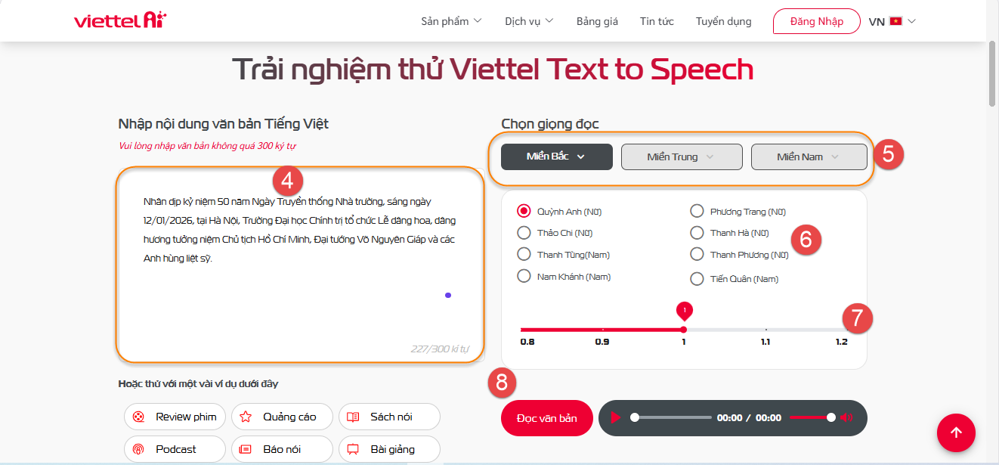 viettel Ai
Sản phẩm Dịch vụ Bảng giá Tin tức Tuyển dụng Đăng Nhập VN
Trải nghiệm thử Viettel Text to Speech
Nhập nội dung văn bản Tiếng Việt
Vui lòng nhập văn bản không quá 300 ký tự
4
Nhân dịp kỷ niệm 50 năm Ngày Truyền thống Nhà trường, sáng ngày
12/01/2026, tại Hà Nội, Trường Đại học Chính trị tổ chức Lễ dâng hoa, dâng
hương tưởng niệm Chủ tịch Hồ Chí Minh, Đại tướng Võ Nguyên Giáp và các
Anh hùng liệt sỹ.
227/300 kí tự
Hoặc thử với một vài ví dụ dưới đây
Review phim Quảng cáo Sách nói
Podcast Báo nói Bài giảng
Chọn giọng đọc
Miền Bắc Miền Trung Miền Nam 5
Quỳnh Anh (Nữ) Phương Trang (Nữ)
Thảo Chi (Nữ) Thanh Hà (Nữ) 6
Thanh Tùng(Nam) Thanh Phương (Nữ)
Nam Khánh (Nam) Tiến Quân (Nam)
1
7
0.8 0.9 1 1.1 1.2
8
Đọc văn bản 00:00 / 00:00